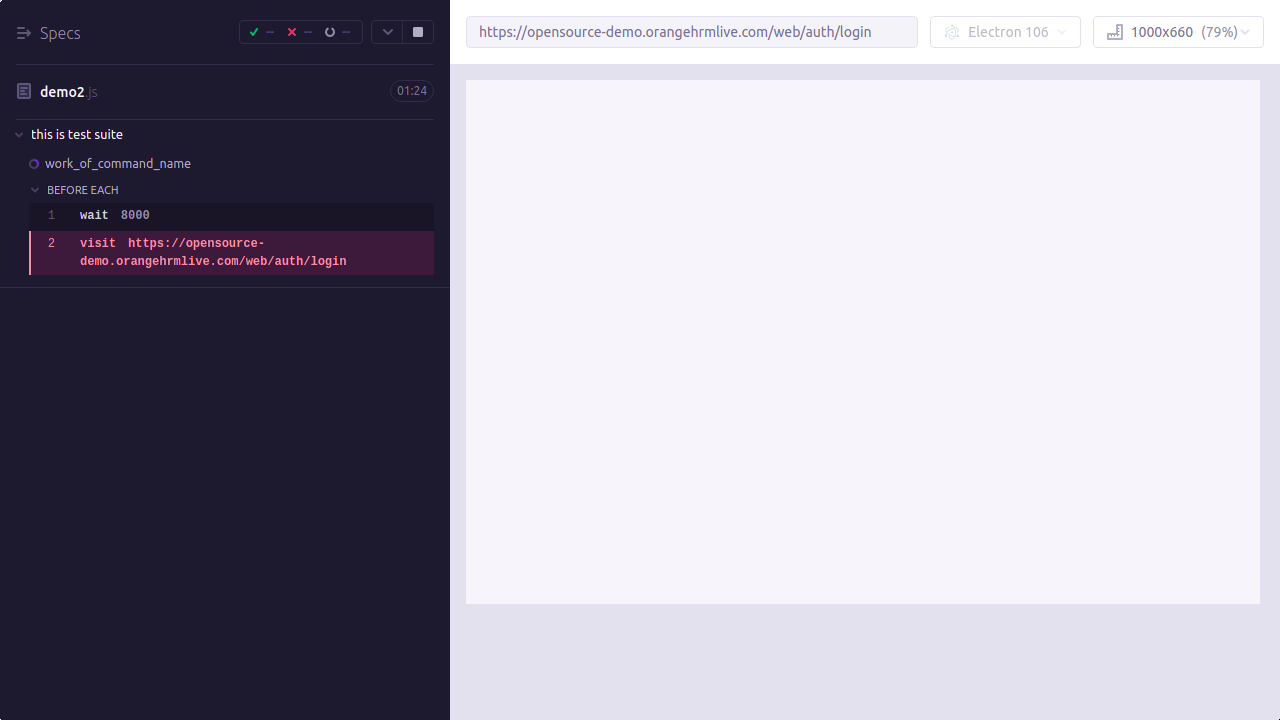 Specs
--
--
--
demo2.js
01:24
this is test suite
work_of_command_name
BEFORE EACH
1 wait 8000
2 visit https://opensource-
demo.orangehrmlive.com/web/auth/login
https://opensource-demo.orangehrmlive.com/web/auth/login
Electron 106
1000x660 (79%)